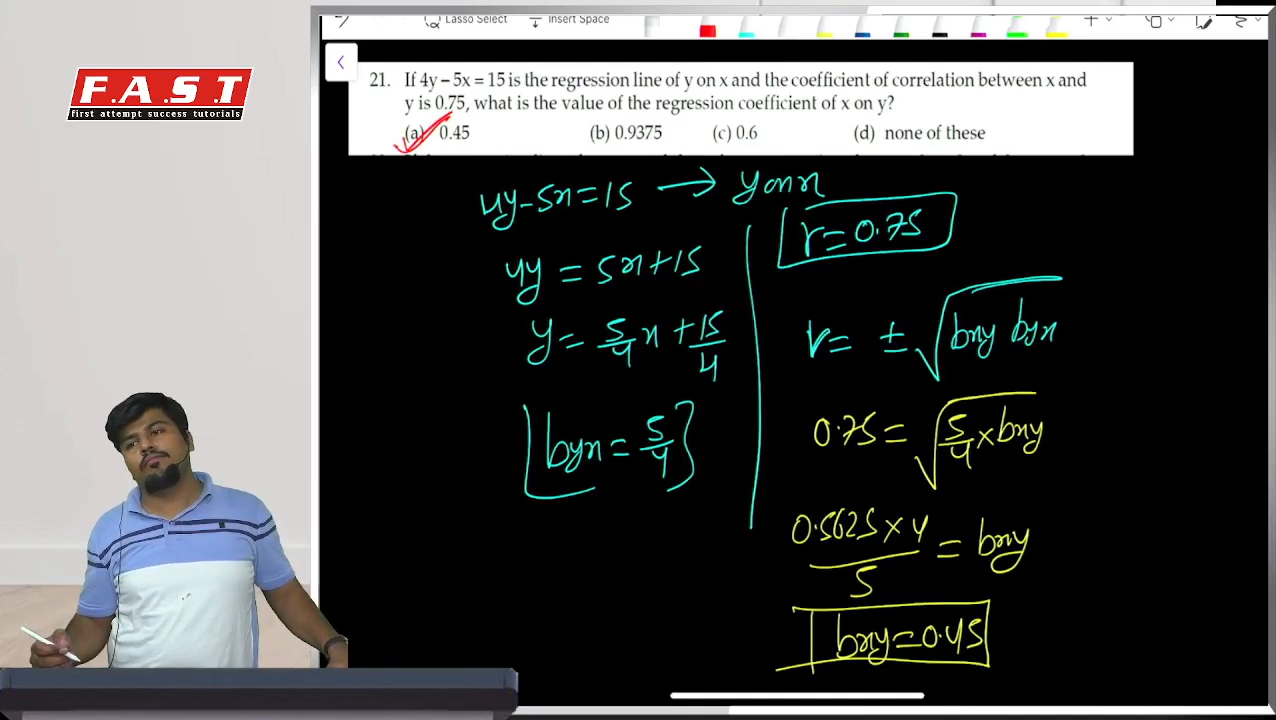 Lasso Select
Insert Space
F.A.S.T
first attempt success tutorials
21. If 4y – 5x = 15 is the regression line of y on x and the coefficient of correlation between x and
y is 0.75, what is the value of the regression coefficient of x on y?
(a) 0.45 (b) 0.9375 (c) 0.6 (d) none of these
4y-5x=15 → y on x
4y = 5x+15
y = 5/4 x + 15/4
[byx = 5/4}
r = 0.75
r = ± √bxy byx
0.75 = √5/4 × bxy
0.5625×4/5 = bxy
bxy = 0.45